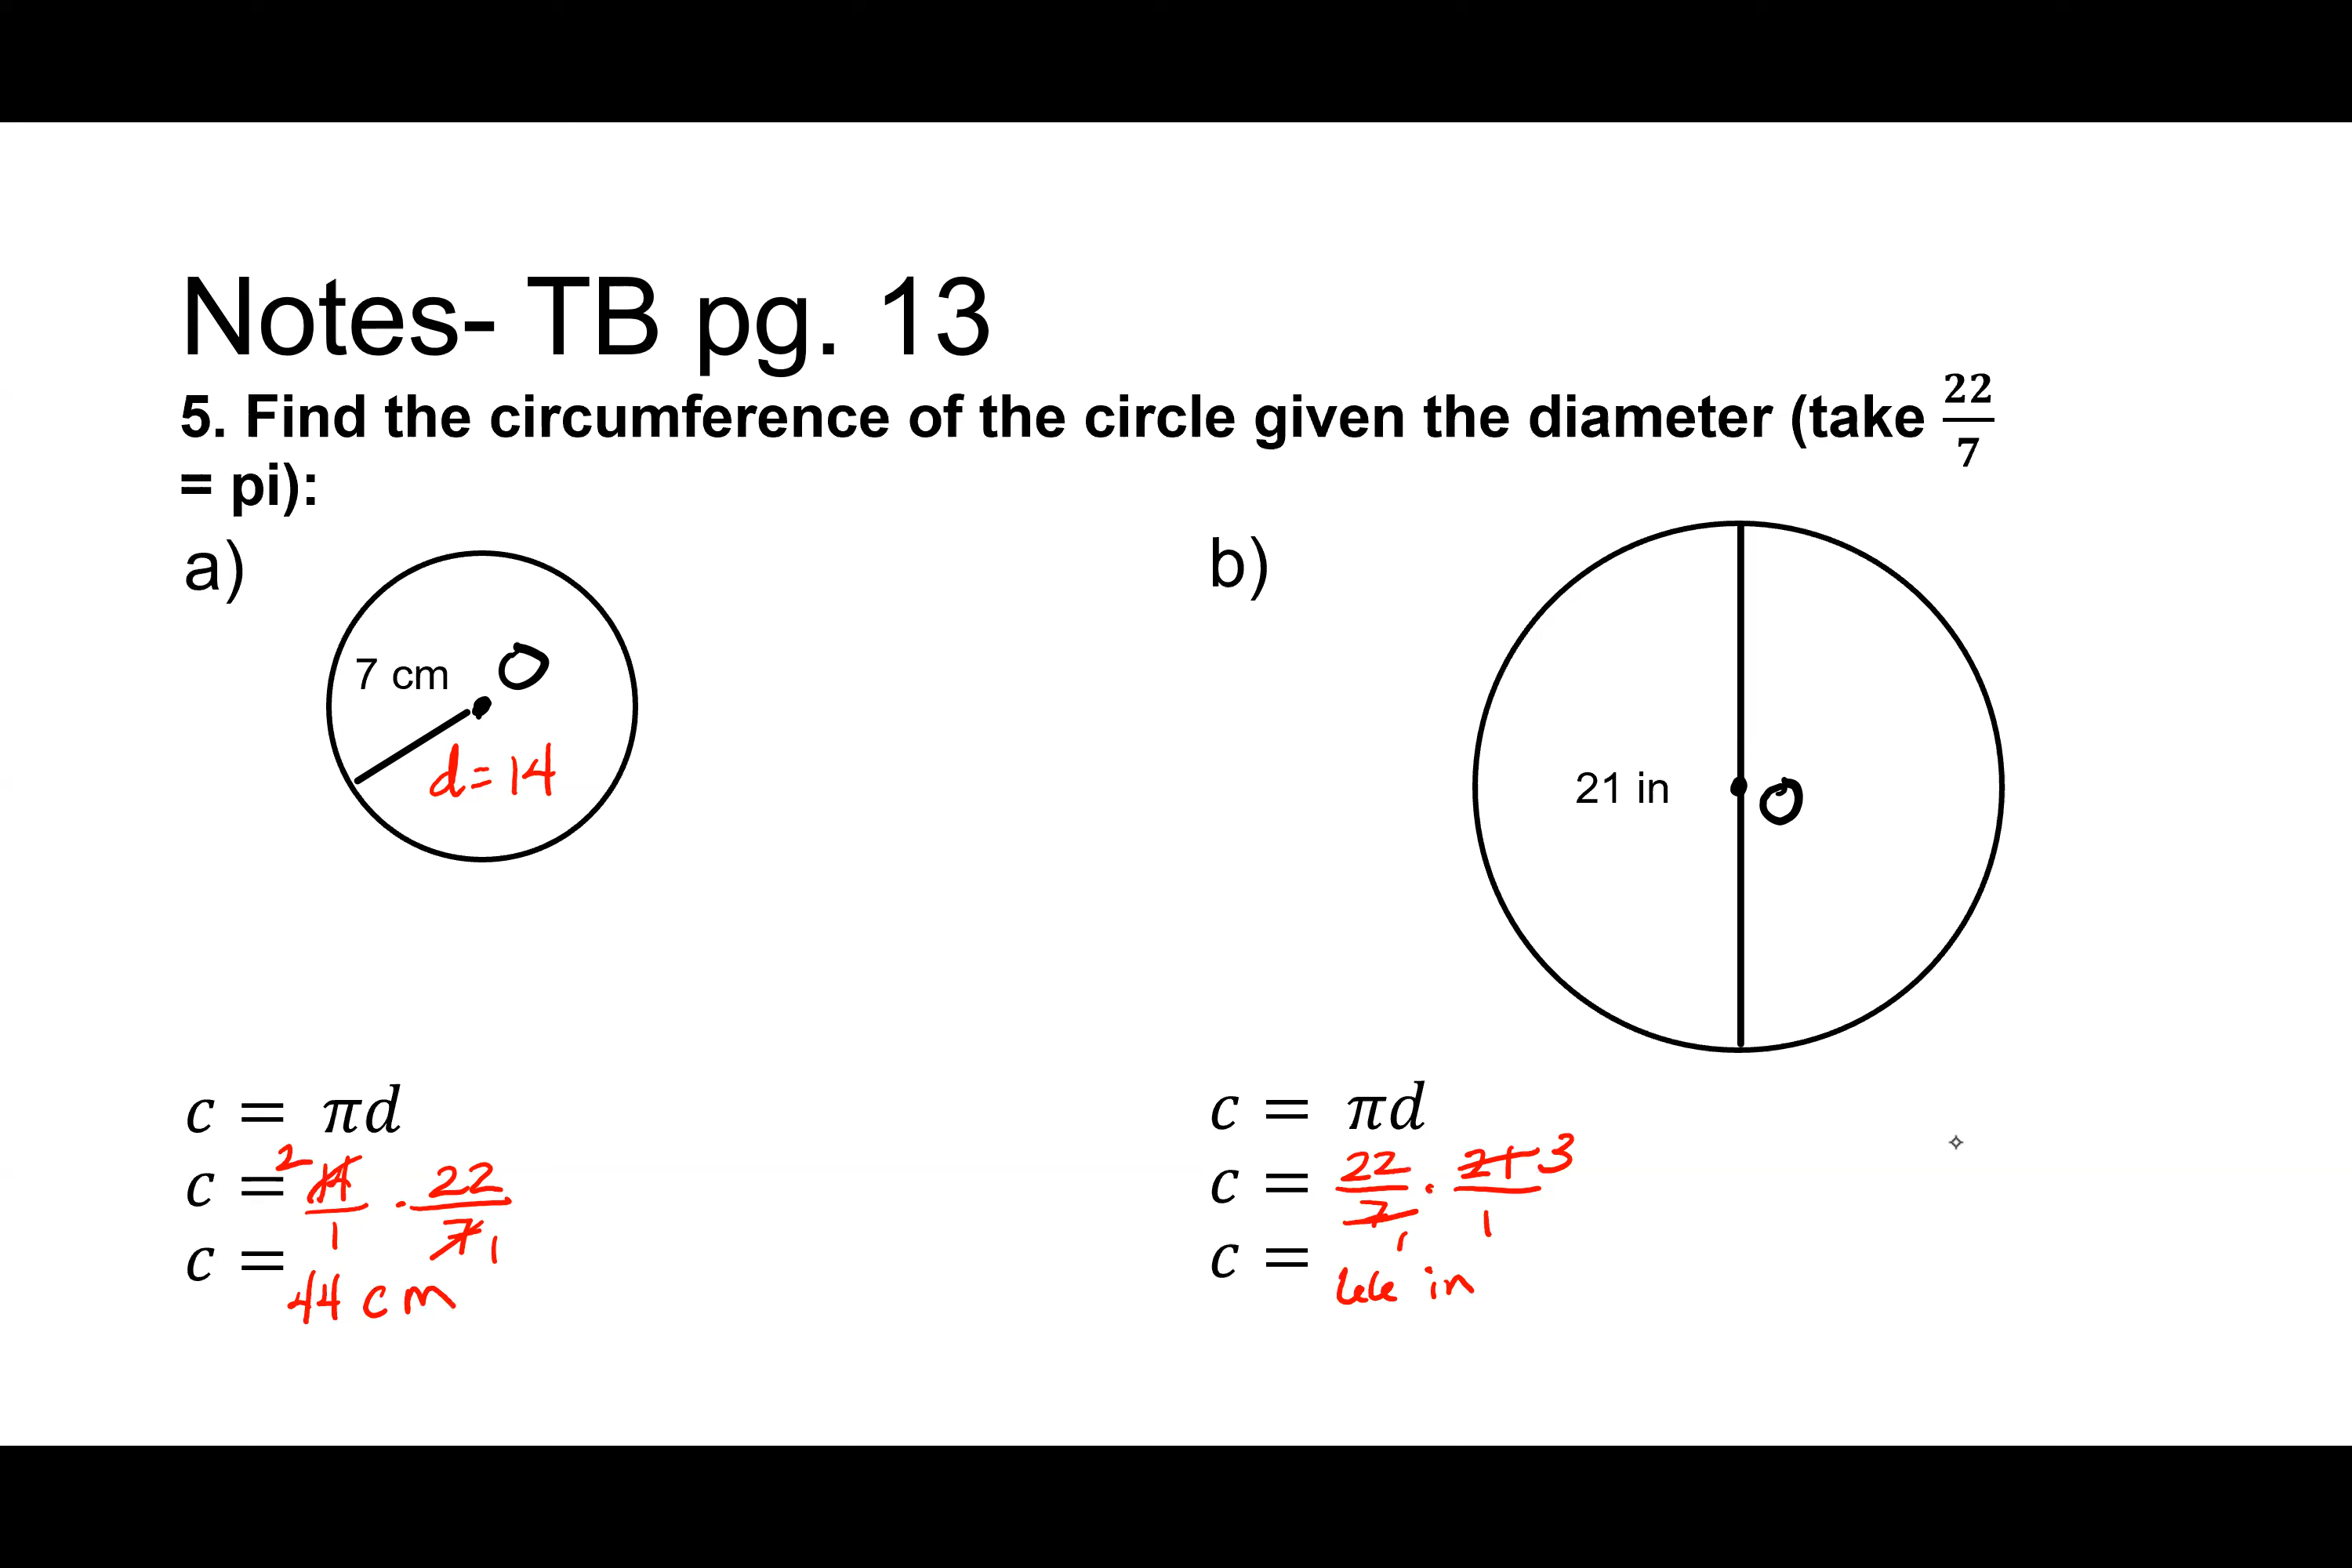 Notes- TB pg. 13
5. Find the circumference of the circle given the diameter (take 22/7
= pi):
a)
7 cm
O
d = 14
c = πd
c = 2 14/1 · 22/7 1
c =
44 cm
b)
21 in
O
c = πd
c = 22/7 1 · 21/1 3
c =
66 in